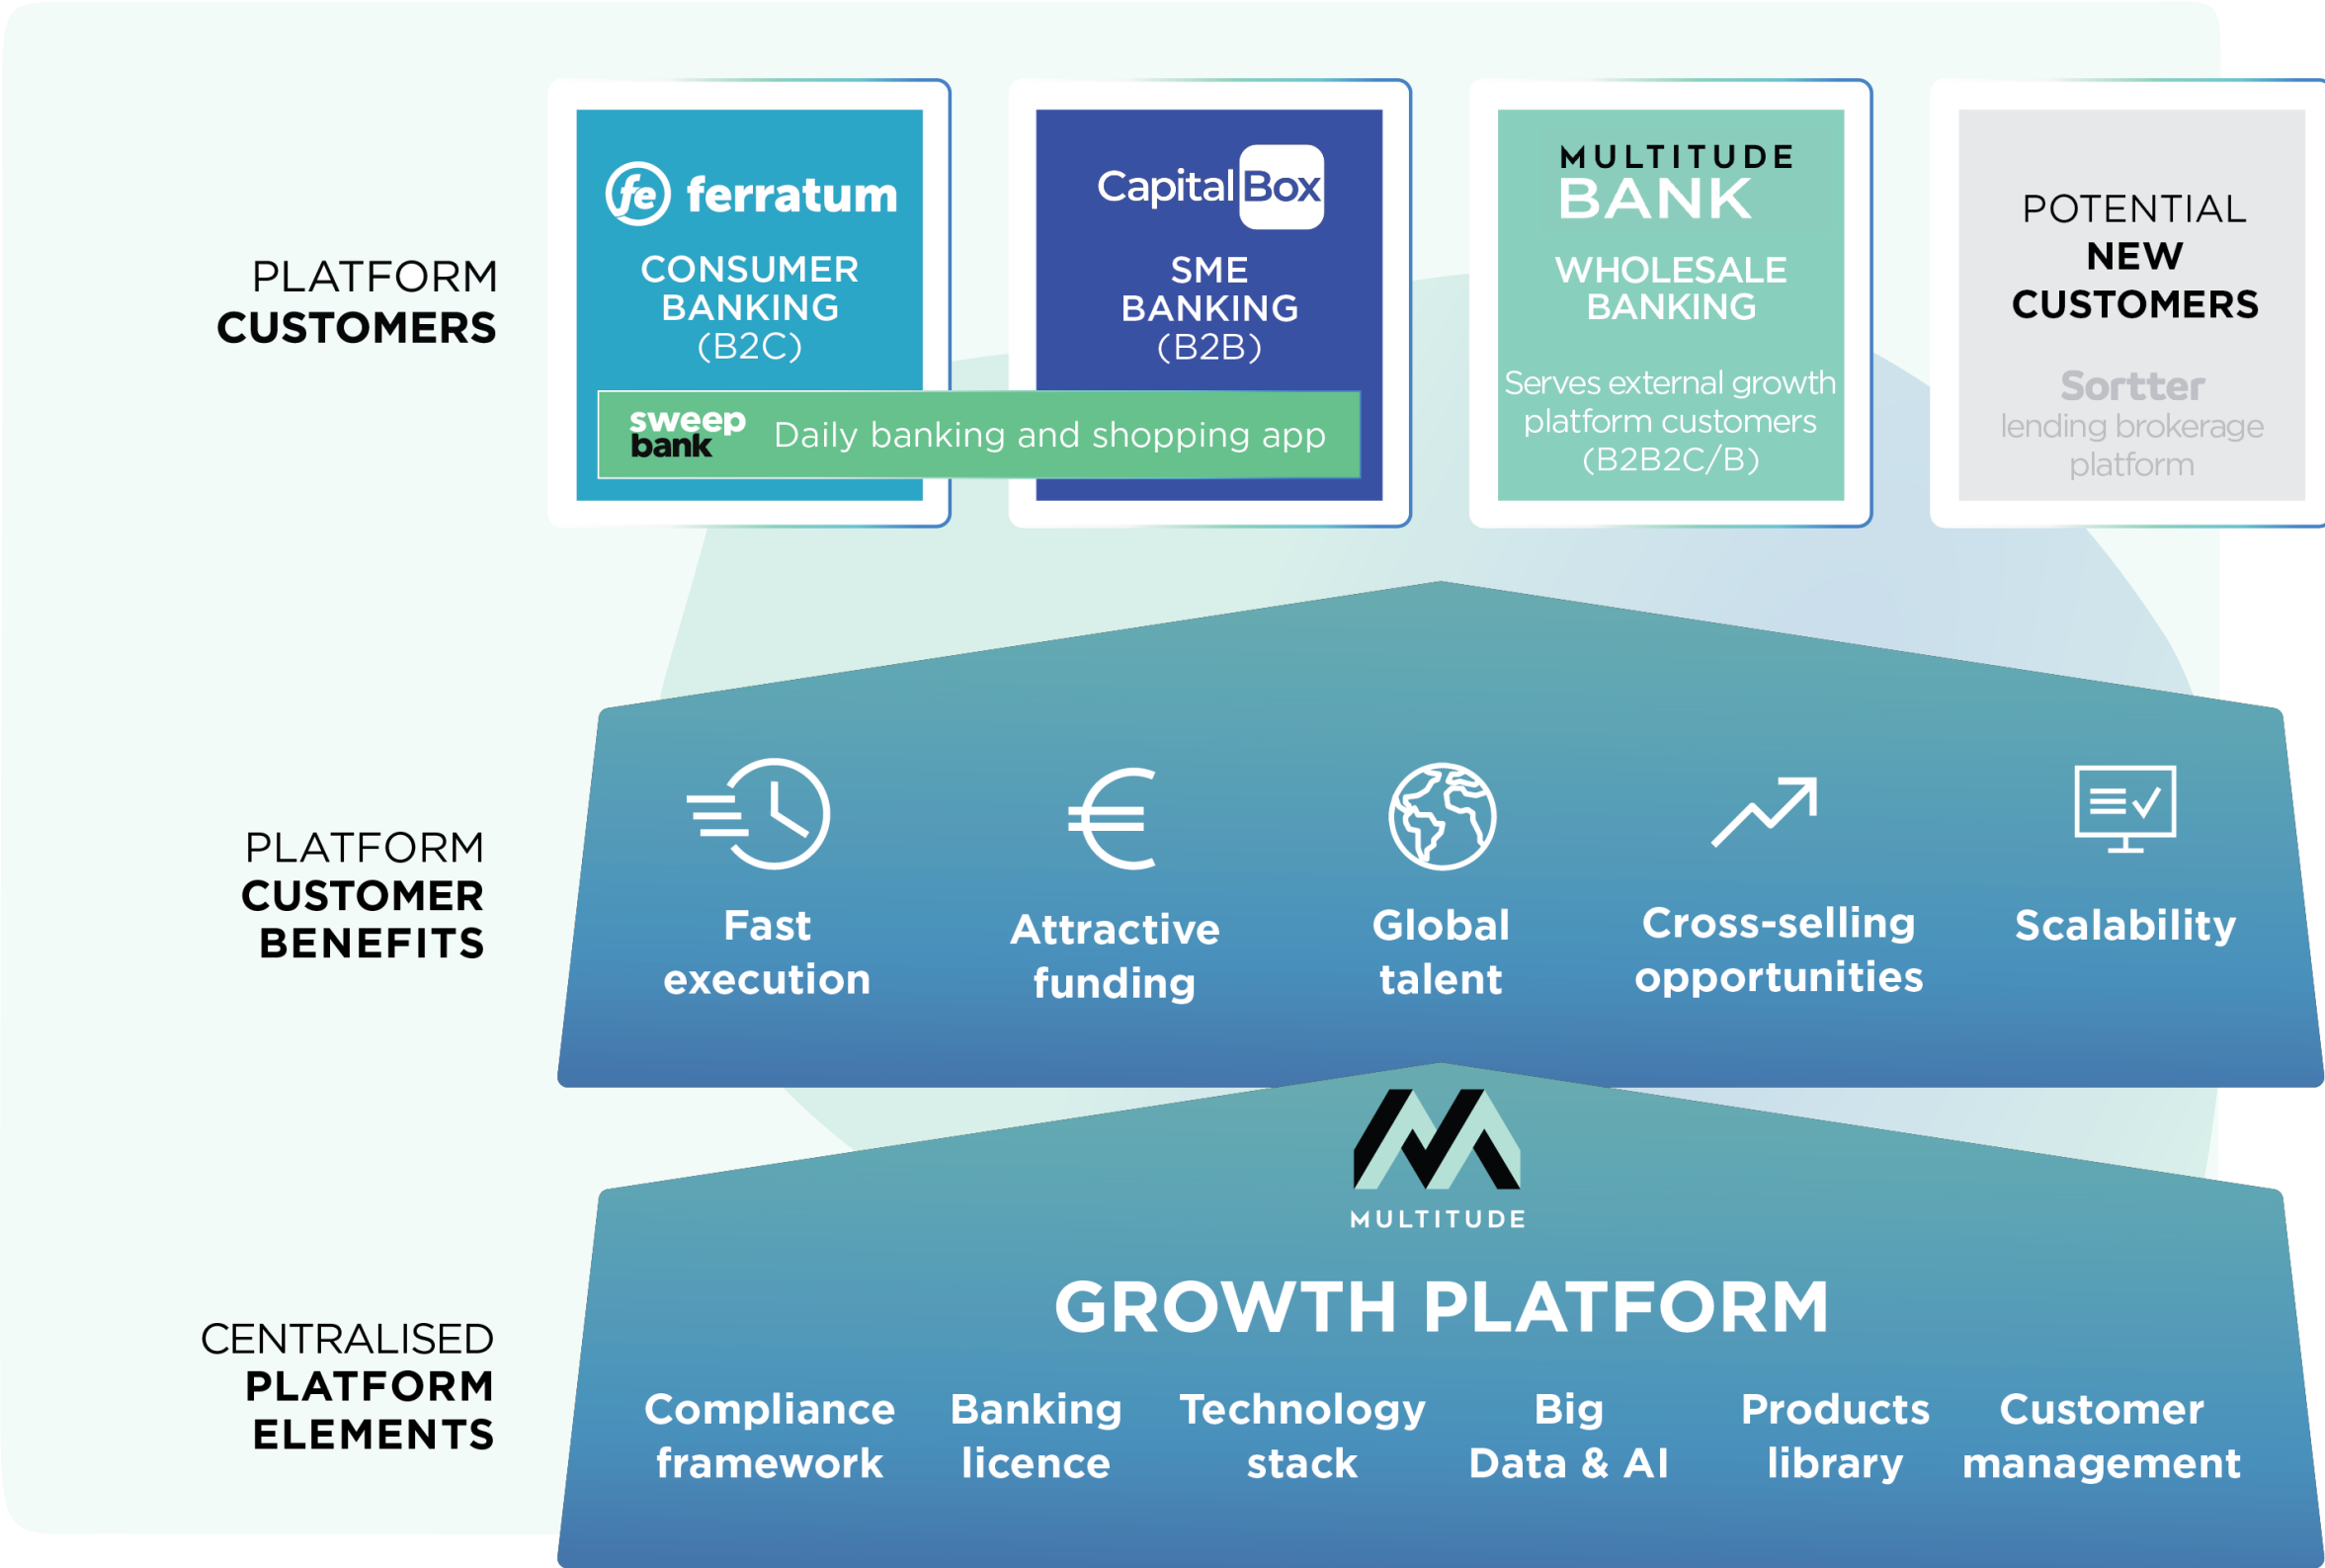 PLATFORM
CUSTOMERS
fe ferratum
CONSUMER
BANKING
(B2C)
CapitalBox
SME
BANKING
(B2B)
sweep
bank
Daily banking and shopping app
MULTITUDE
BANK
WHOLESALE
BANKING
Serves external growth
platform customers
(B2B2C/B)
POTENTIAL
NEW
CUSTOMERS
Sortter
lending brokerage
platform
PLATFORM
CUSTOMER
BENEFITS
Fast
execution
€
Attractive
funding
Global
talent
Cross-selling
opportunities
Scalability
CENTRALISED
PLATFORM
ELEMENTS
MULTITUDE
GROWTH PLATFORM
Compliance
framework
Banking
licence
Technology
stack
Big
Data & AI
Products
library
Customer
management